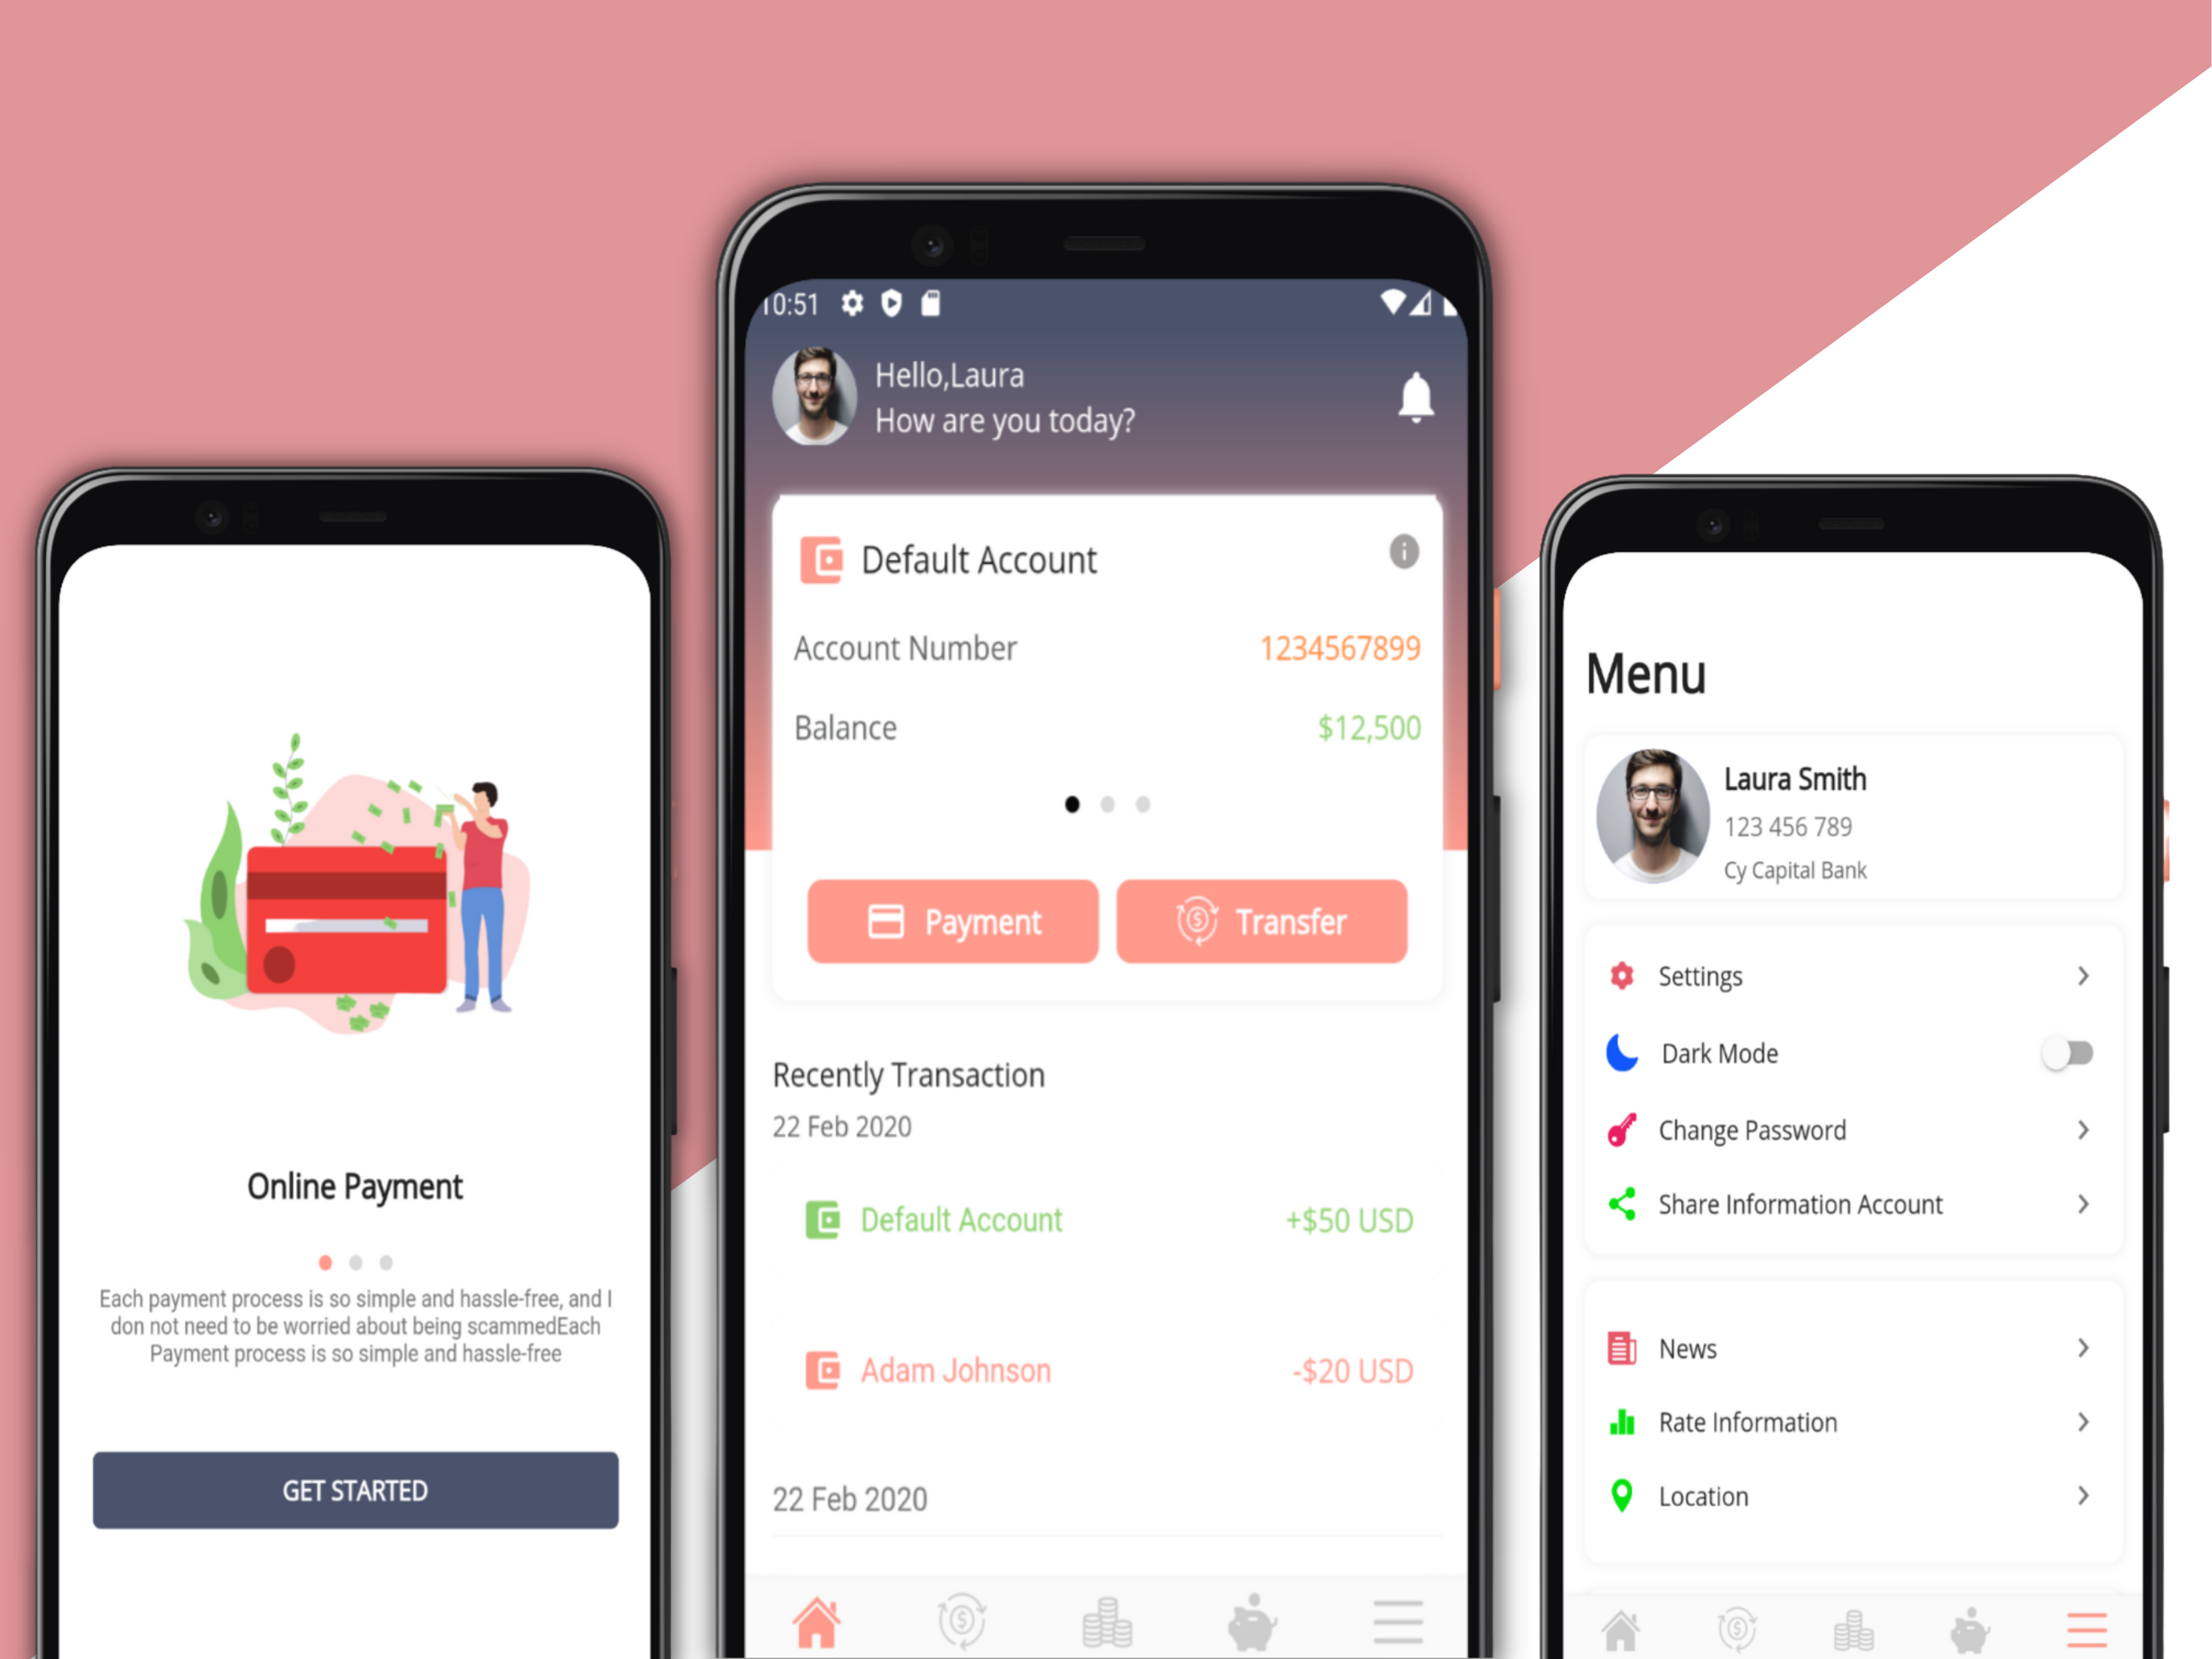 Online Payment
Each payment process is so simple and hassle-free, and I
don not need to be worried about being scammedEach
Payment process is so simple and hassle-free
GET STARTED
10:51
Hello,Laura
How are you today?
Default Account
Account Number 1234567899
Balance $12,500
Payment Transfer
Recently Transaction
22 Feb 2020
Default Account +$50 USD
Adam Johnson -$20 USD
22 Feb 2020
Menu
Laura Smith
123 456 789
Cy Capital Bank
Settings
Dark Mode
Change Password
Share Information Account
News
Rate Information
Location